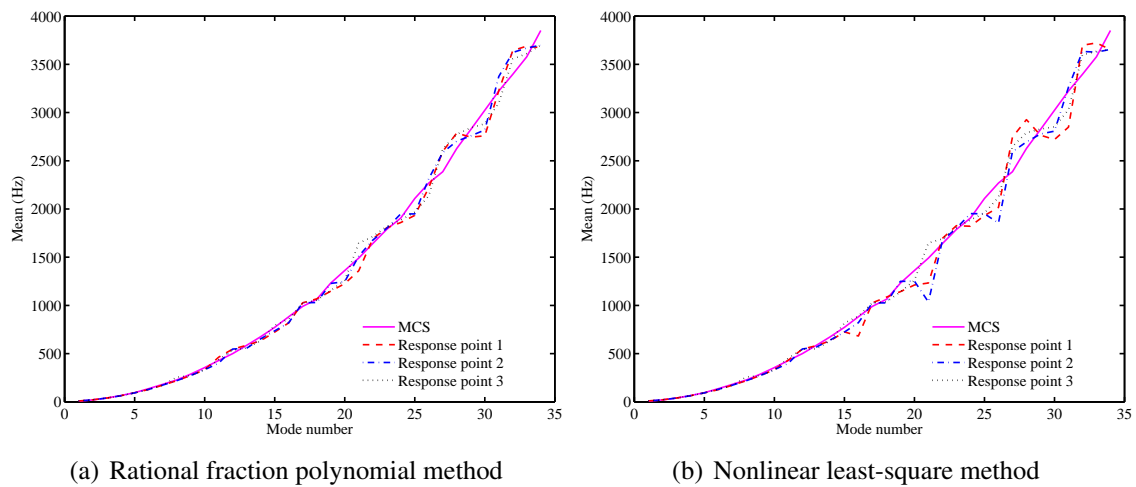 4000
3500
3000
2500
2000
1500
1000
500
0
Mean (Hz)
0 5 10 15 20 25 30 35
Mode number
MCS
Response point 1
Response point 2
Response point 3
(a) Rational fraction polynomial method
4000
3500
3000
2500
2000
1500
1000
500
0
Mean (Hz)
0 5 10 15 20 25 30 35
Mode number
MCS
Response point 1
Response point 2
Response point 3
(b) Nonlinear least-square method